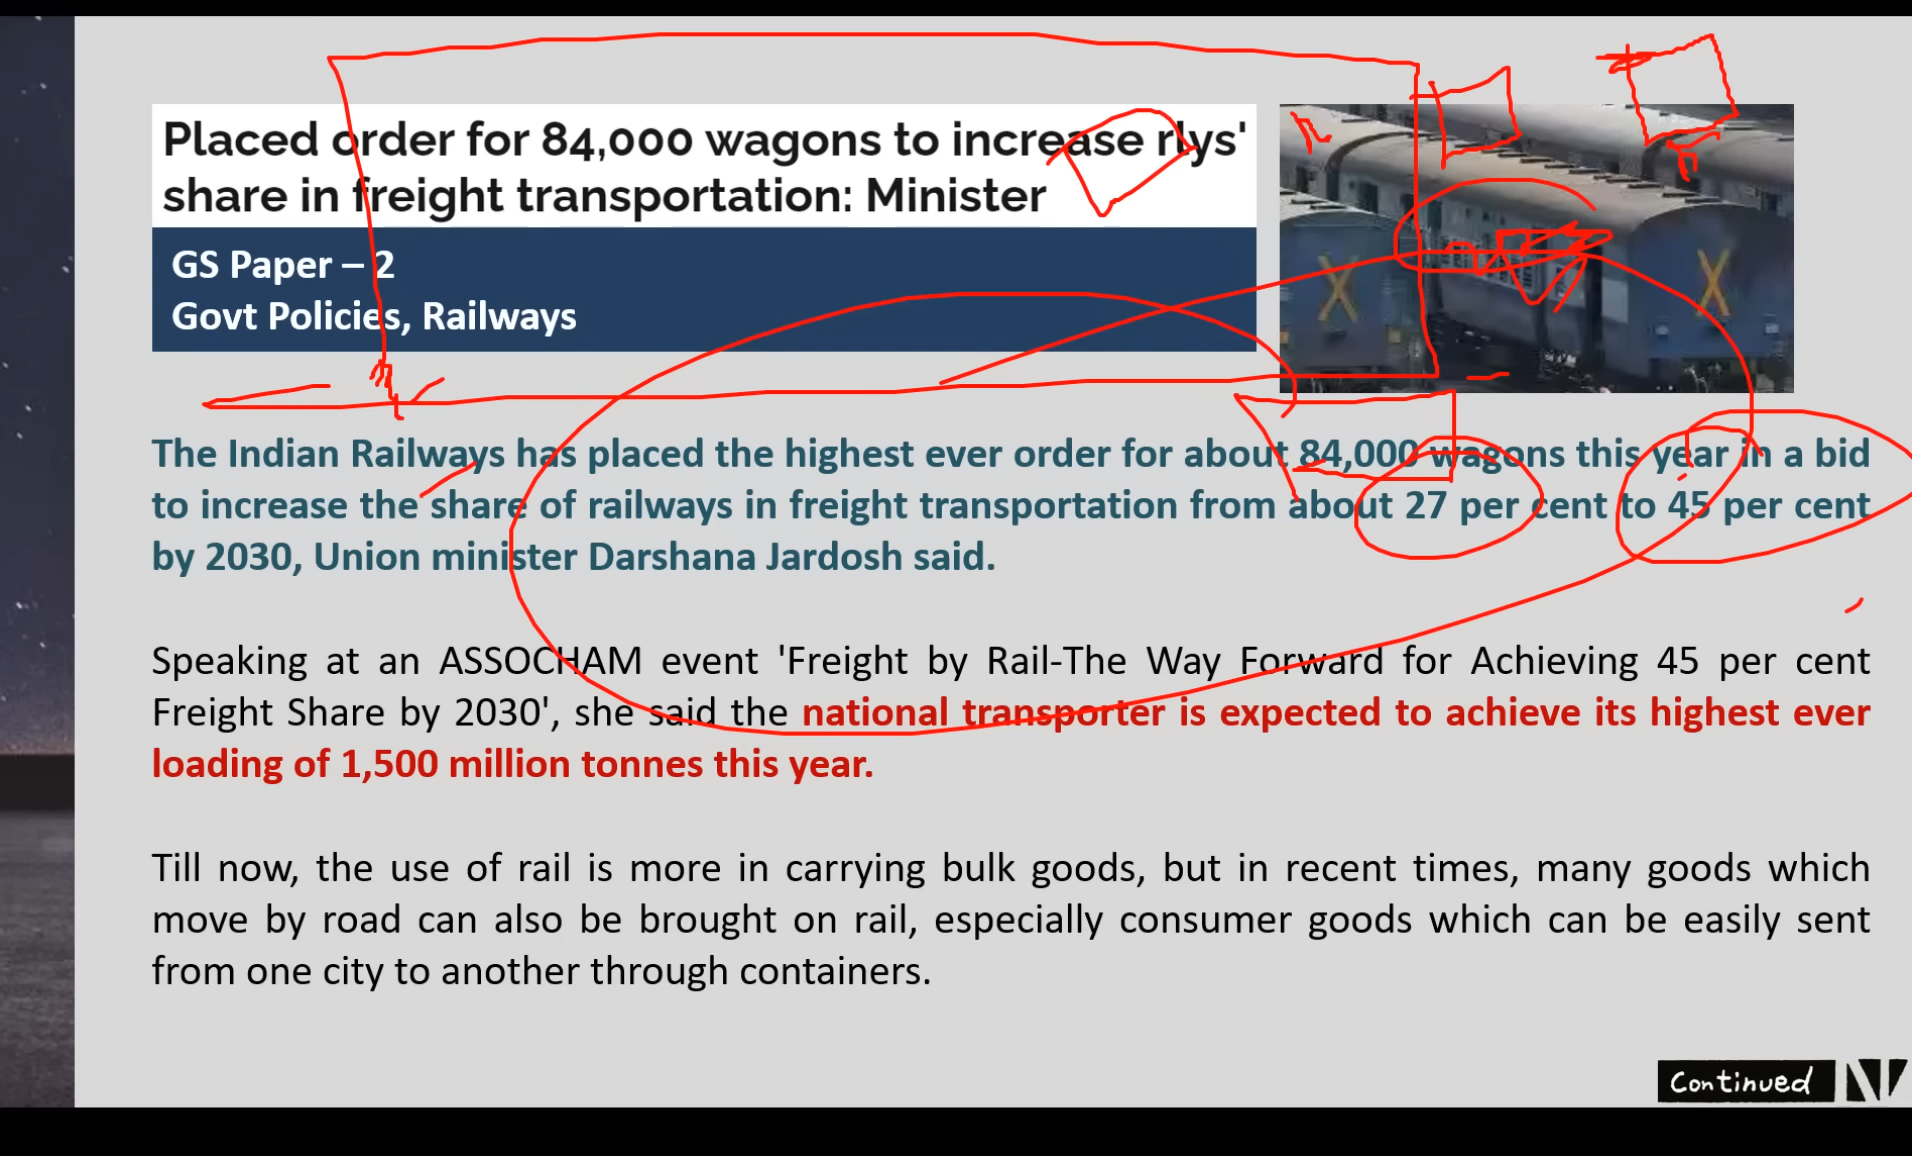 Placed order for 84,000 wagons to increase rlys'
share in freight transportation: Minister
GS Paper – 2
Govt Policies, Railways
The Indian Railways has placed the highest ever order for about 84,000 wagons this year in a bid
to increase the share of railways in freight transportation from about 27 per cent to 45 per cent
by 2030, Union minister Darshana Jardosh said.
Speaking at an ASSOCHAM event 'Freight by Rail-The Way Forward for Achieving 45 per cent
Freight Share by 2030', she said the national transporter is expected to achieve its highest ever
loading of 1,500 million tonnes this year.
Till now, the use of rail is more in carrying bulk goods, but in recent times, many goods which
move by road can also be brought on rail, especially consumer goods which can be easily sent
from one city to another through containers.
Continued